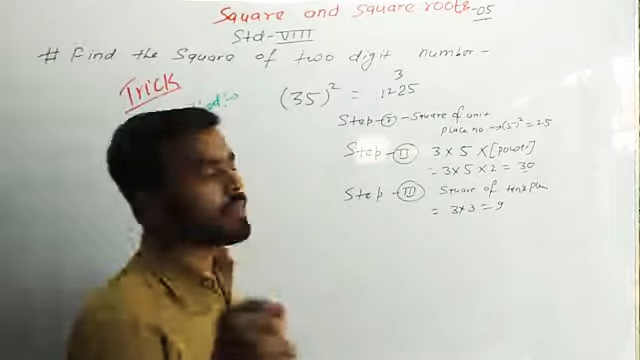 Square and square roots-05
Std-VIII
# Find the Square of two digit number-
Trick
3
(35)² = 1225
Step-I - Square of unit
place no. → (5)² = 25
Step-II 3 × 5 × [power]
= 3×5×2 = 30
Step-III Square of tens place
= 3×3 = 9